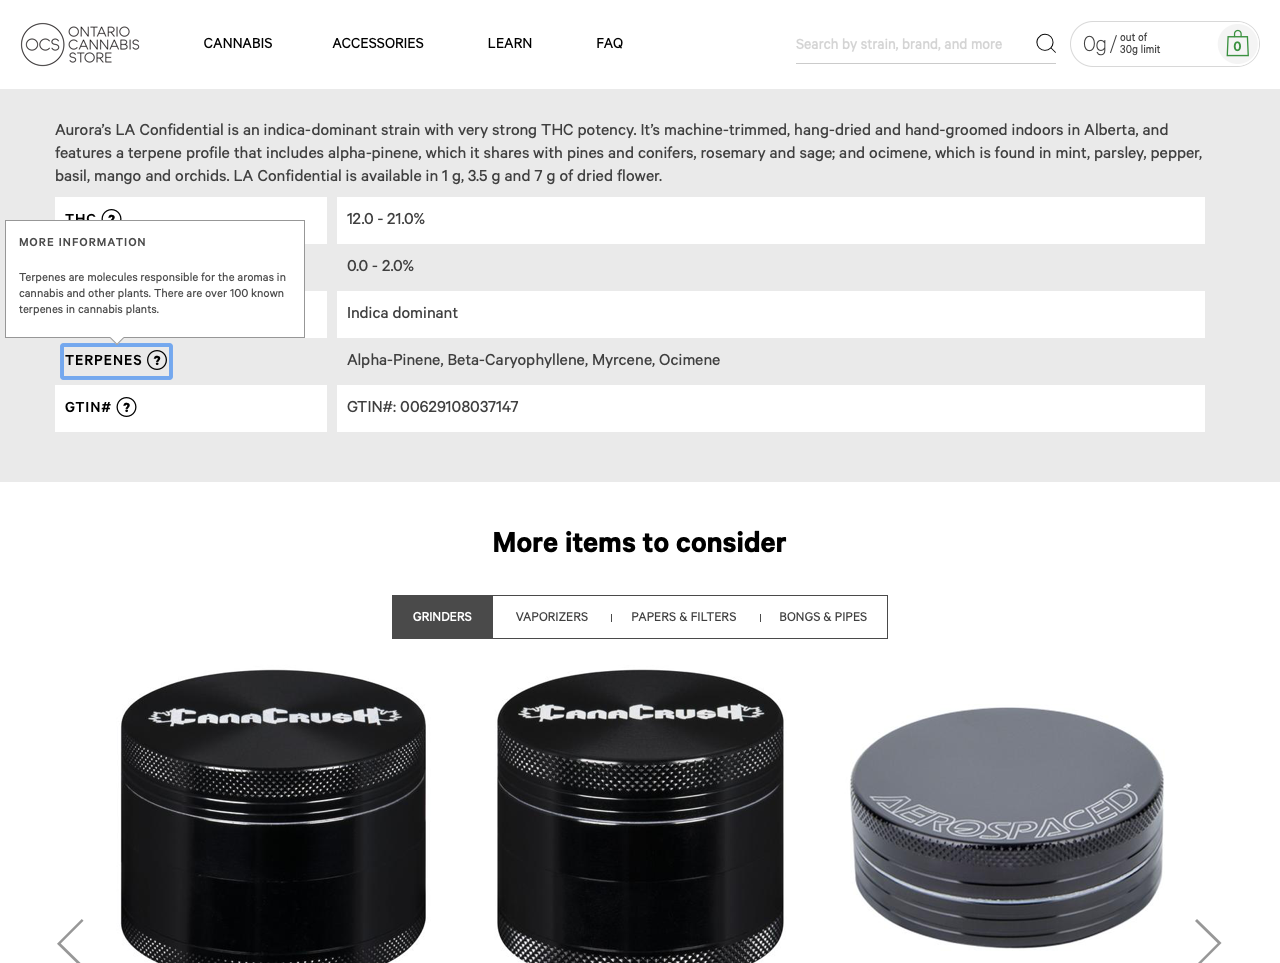 OCS
ONTARIO
CANNABIS
STORE
CANNABIS
ACCESSORIES
LEARN
FAQ
Search by strain, brand, and more
0g / out of
30g limit
0
Aurora’s LA Confidential is an indica-dominant strain with very strong THC potency. It’s machine-trimmed, hang-dried and hand-groomed indoors in Alberta, and
features a terpene profile that includes alpha-pinene, which it shares with pines and conifers, rosemary and sage; and ocimene, which is found in mint, parsley, pepper,
basil, mango and orchids. LA Confidential is available in 1 g, 3.5 g and 7 g of dried flower.
THC ?
12.0 - 21.0%
MORE INFORMATION
Terpenes are molecules responsible for the aromas in
cannabis and other plants. There are over 100 known
terpenes in cannabis plants.
0.0 - 2.0%
Indica dominant
TERPENES ?
Alpha-Pinene, Beta-Caryophyllene, Myrcene, Ocimene
GTIN# ?
GTIN#: 00629108037147
More items to consider
GRINDERS
VAPORIZERS
PAPERS & FILTERS
BONGS & PIPES
CANACRUSH
CANACRUSH
AEROSPACED™